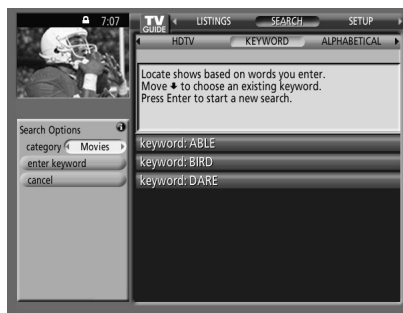 7:07
TV GUIDE LISTINGS SEARCH SETUP
HDTV KEYWORD ALPHABETICAL
Locate shows based on words you enter.
Move ↓ to choose an existing keyword.
Press Enter to start a new search.
Search Options
category Movies
enter keyword
cancel
keyword: ABLE
keyword: BIRD
keyword: DARE